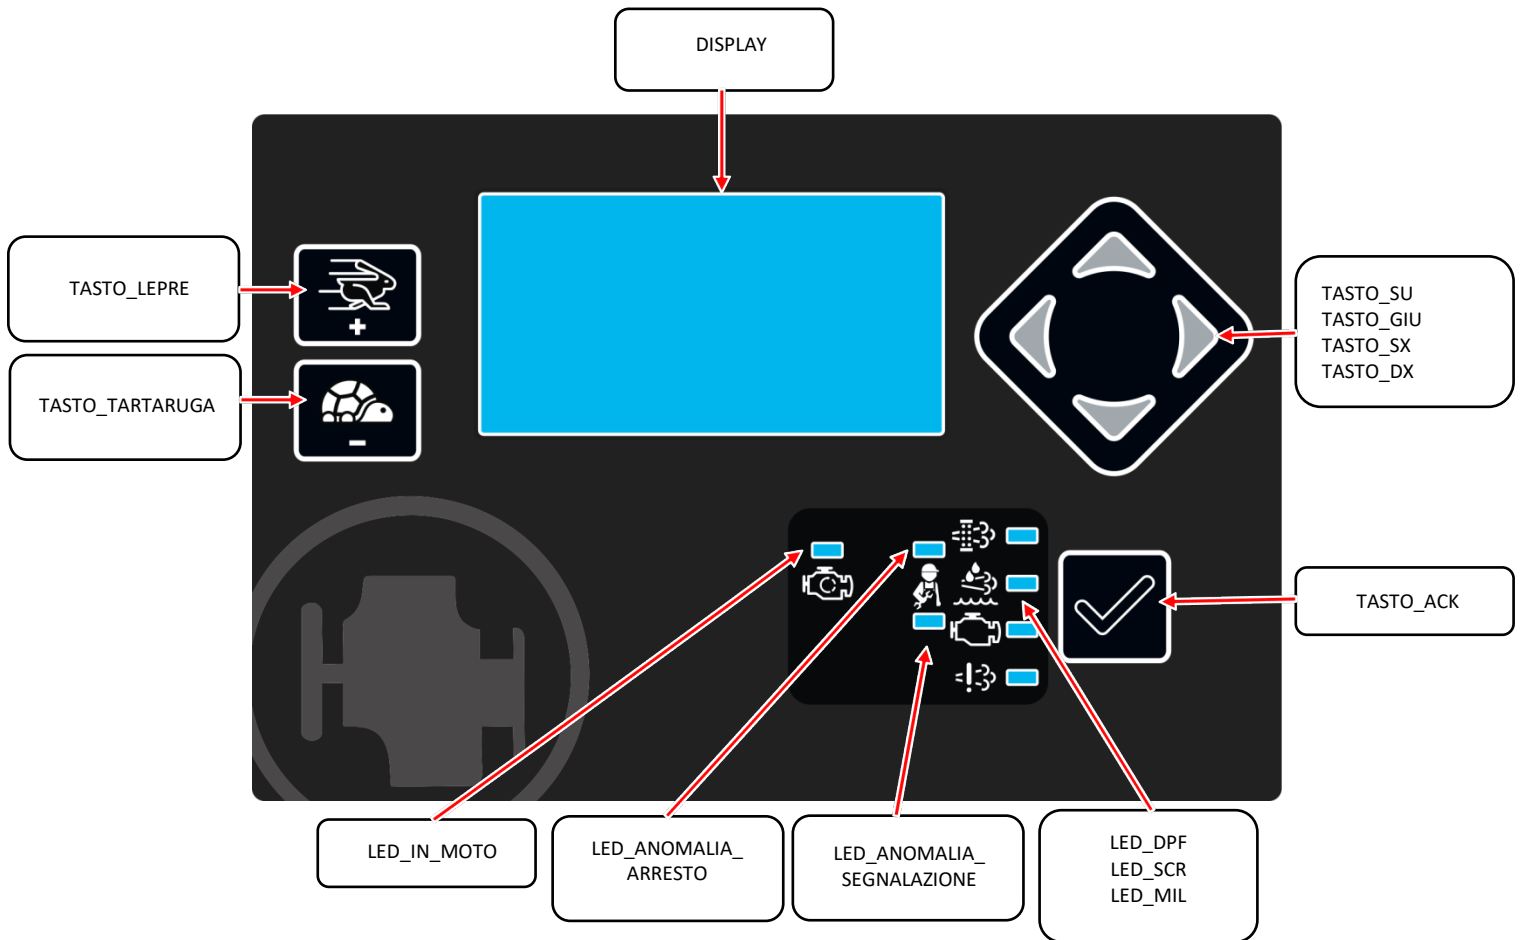 DISPLAY
TASTO_LEPRE
+
TASTO_TARTARUGA
-
TASTO_SU
TASTO_GIU
TASTO_SX
TASTO_DX
TASTO_ACK
LED_IN_MOTO
LED_ANOMALIA_
ARRESTO
LED_ANOMALIA_
SEGNALAZIONE
LED_DPF
LED_SCR
LED_MIL